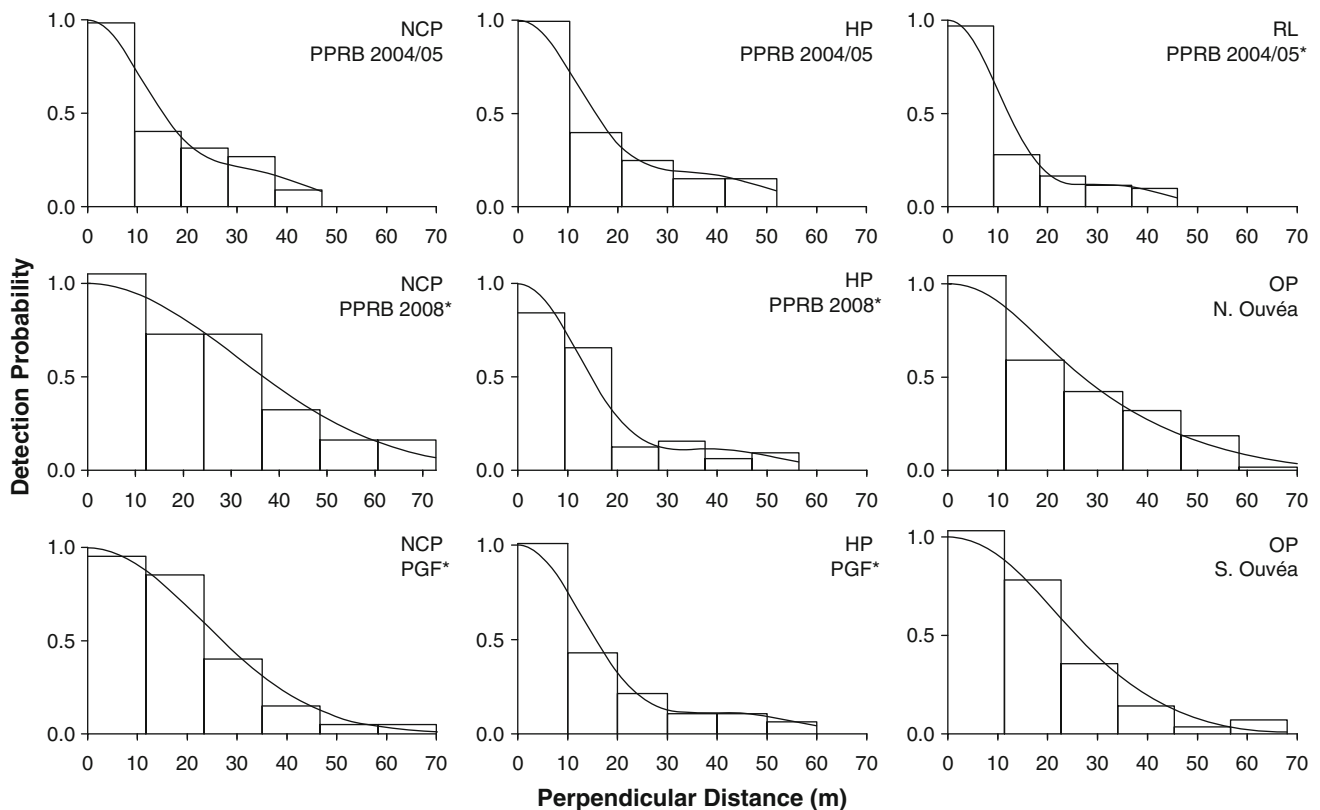 1.0
0.5
0.0
0 10 20 30 40 50 60 70
NCP
PPRB 2004/05
1.0
0.5
0.0
0 10 20 30 40 50 60 70
HP
PPRB 2004/05
1.0
0.5
0.0
0 10 20 30 40 50 60 70
RL
PPRB 2004/05*
Detection Probability
1.0
0.5
0.0
0 10 20 30 40 50 60 70
NCP
PPRB 2008*
1.0
0.5
0.0
0 10 20 30 40 50 60 70
HP
PPRB 2008*
1.0
0.5
0.0
0 10 20 30 40 50 60 70
OP
N. Ouvéa
1.0
0.5
0.0
0 10 20 30 40 50 60 70
NCP
PGF*
1.0
0.5
0.0
0 10 20 30 40 50 60 70
HP
PGF*
1.0
0.5
0.0
0 10 20 30 40 50 60 70
OP
S. Ouvéa
Perpendicular Distance (m)